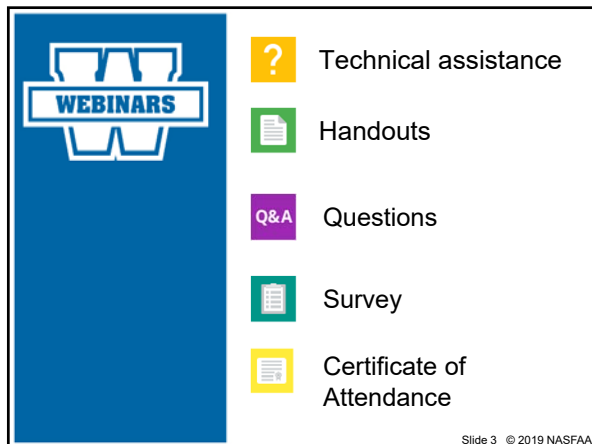 WEBINARS
?
Technical assistance
Handouts
Q&A
Questions
Survey
Certificate of
Attendance
Slide 3 © 2019 NASFAA